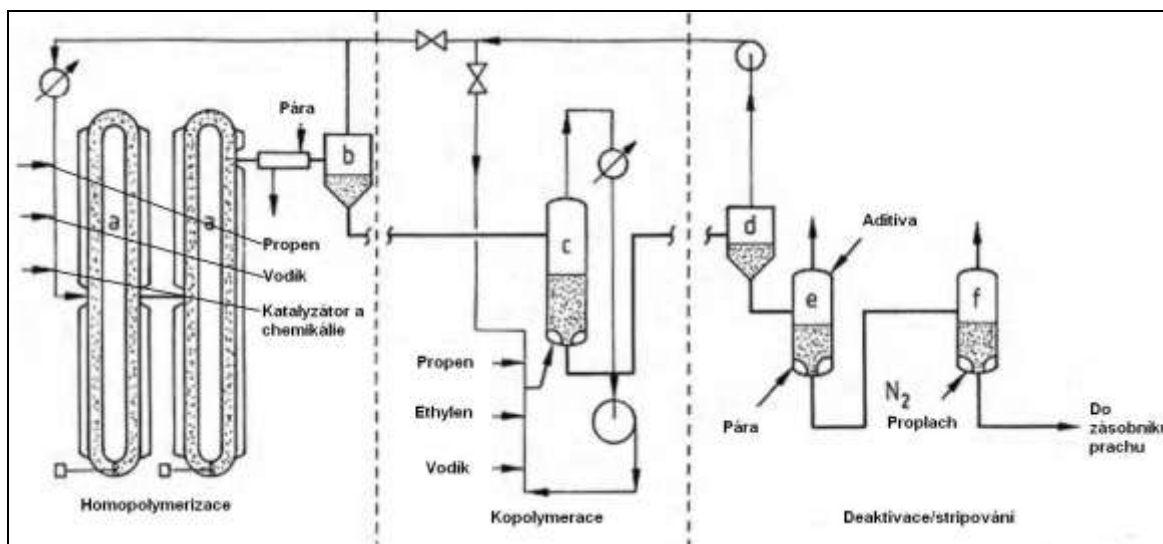 Pára
b
a
a
Propen
Vodík
Katalyzátor a
chemikálie
Homopolymerizace
c
Propen
Ethylen
Vodík
Kopolymerace
d
Aditiva
e
f
Pára
N2
Proplach
Do
zásobníku
prachu
Deaktivace/stripování